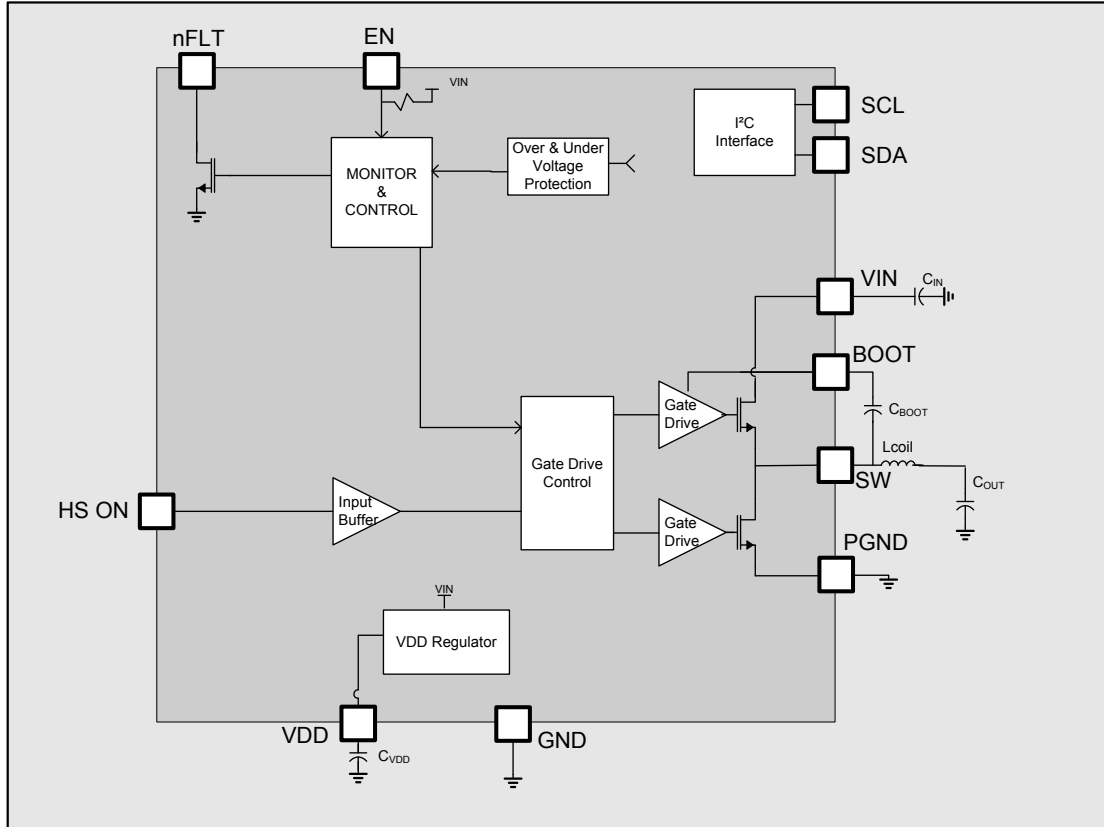 nFLT
EN
VIN
SCL
I²C
Interface
SDA
Over & Under
Voltage
Protection
MONITOR
&
CONTROL
VIN
CIN
BOOT
Gate
Drive
CBOOT
Lcoil
Gate Drive
Control
SW
COUT
HS ON
Input
Buffer
Gate
Drive
PGND
VIN
VDD Regulator
VDD
CVDD
GND